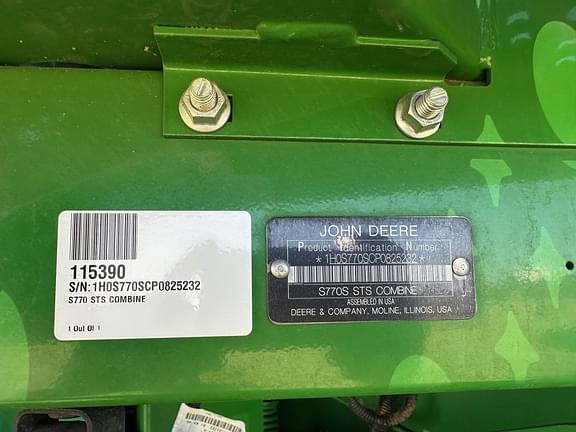 115390
S/N: 1H0S770SCP0825232
S770 STS COMBINE
1 Out Of 1
JOHN DEERE
Product Identification Number
*1H0S770SCP0825232*
S770S STS COMBINE
ASSEMBLED IN USA
DEERE & COMPANY, MOLINE, ILLINOIS, USA